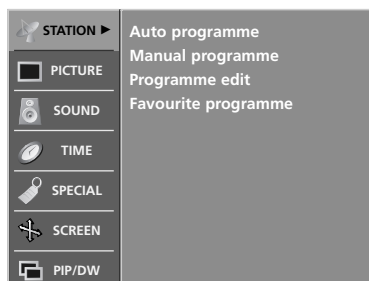 STATION ►
PICTURE
SOUND
TIME
SPECIAL
SCREEN
PIP/DW
Auto programme
Manual programme
Programme edit
Favourite programme